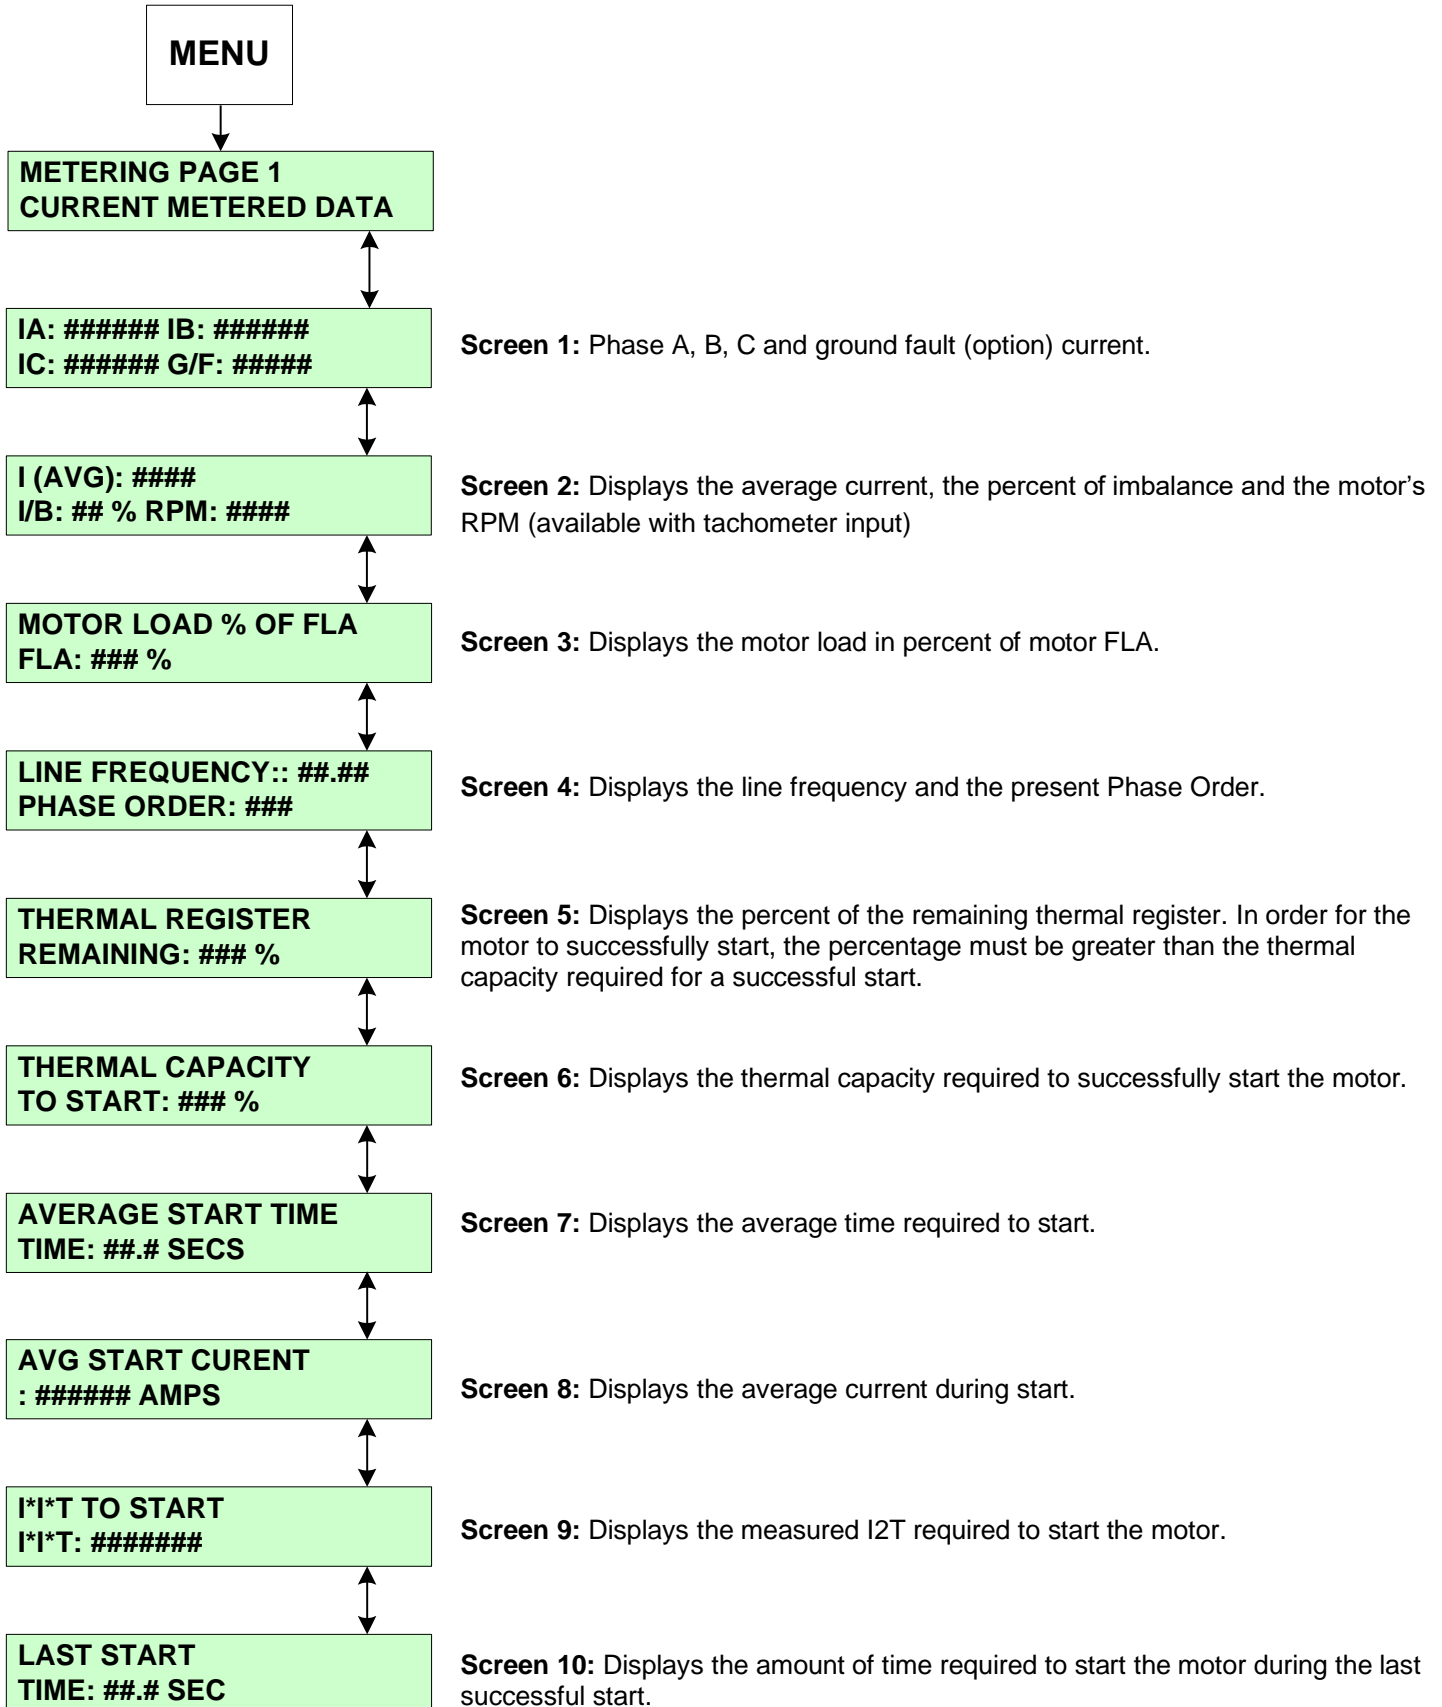 MENU
METERING PAGE 1
CURRENT METERED DATA
IA: ###### IB: ######
IC: ###### G/F: #####
Screen 1: Phase A, B, C and ground fault (option) current.
I (AVG): ####
I/B: ## % RPM: ####
Screen 2: Displays the average current, the percent of imbalance and the motor’s
RPM (available with tachometer input)
MOTOR LOAD % OF FLA
FLA: ### %
Screen 3: Displays the motor load in percent of motor FLA.
LINE FREQUENCY:: ##.##
PHASE ORDER: ###
Screen 4: Displays the line frequency and the present Phase Order.
THERMAL REGISTER
REMAINING: ### %
Screen 5: Displays the percent of the remaining thermal register. In order for the
motor to successfully start, the percentage must be greater than the thermal
capacity required for a successful start.
THERMAL CAPACITY
TO START: ### %
Screen 6: Displays the thermal capacity required to successfully start the motor.
AVERAGE START TIME
TIME: ##.# SECS
Screen 7: Displays the average time required to start.
AVG START CURENT
: ###### AMPS
Screen 8: Displays the average current during start.
I*I*T TO START
I*I*T: #######
Screen 9: Displays the measured I2T required to start the motor.
LAST START
TIME: ##.# SEC
Screen 10: Displays the amount of time required to start the motor during the last
successful start.